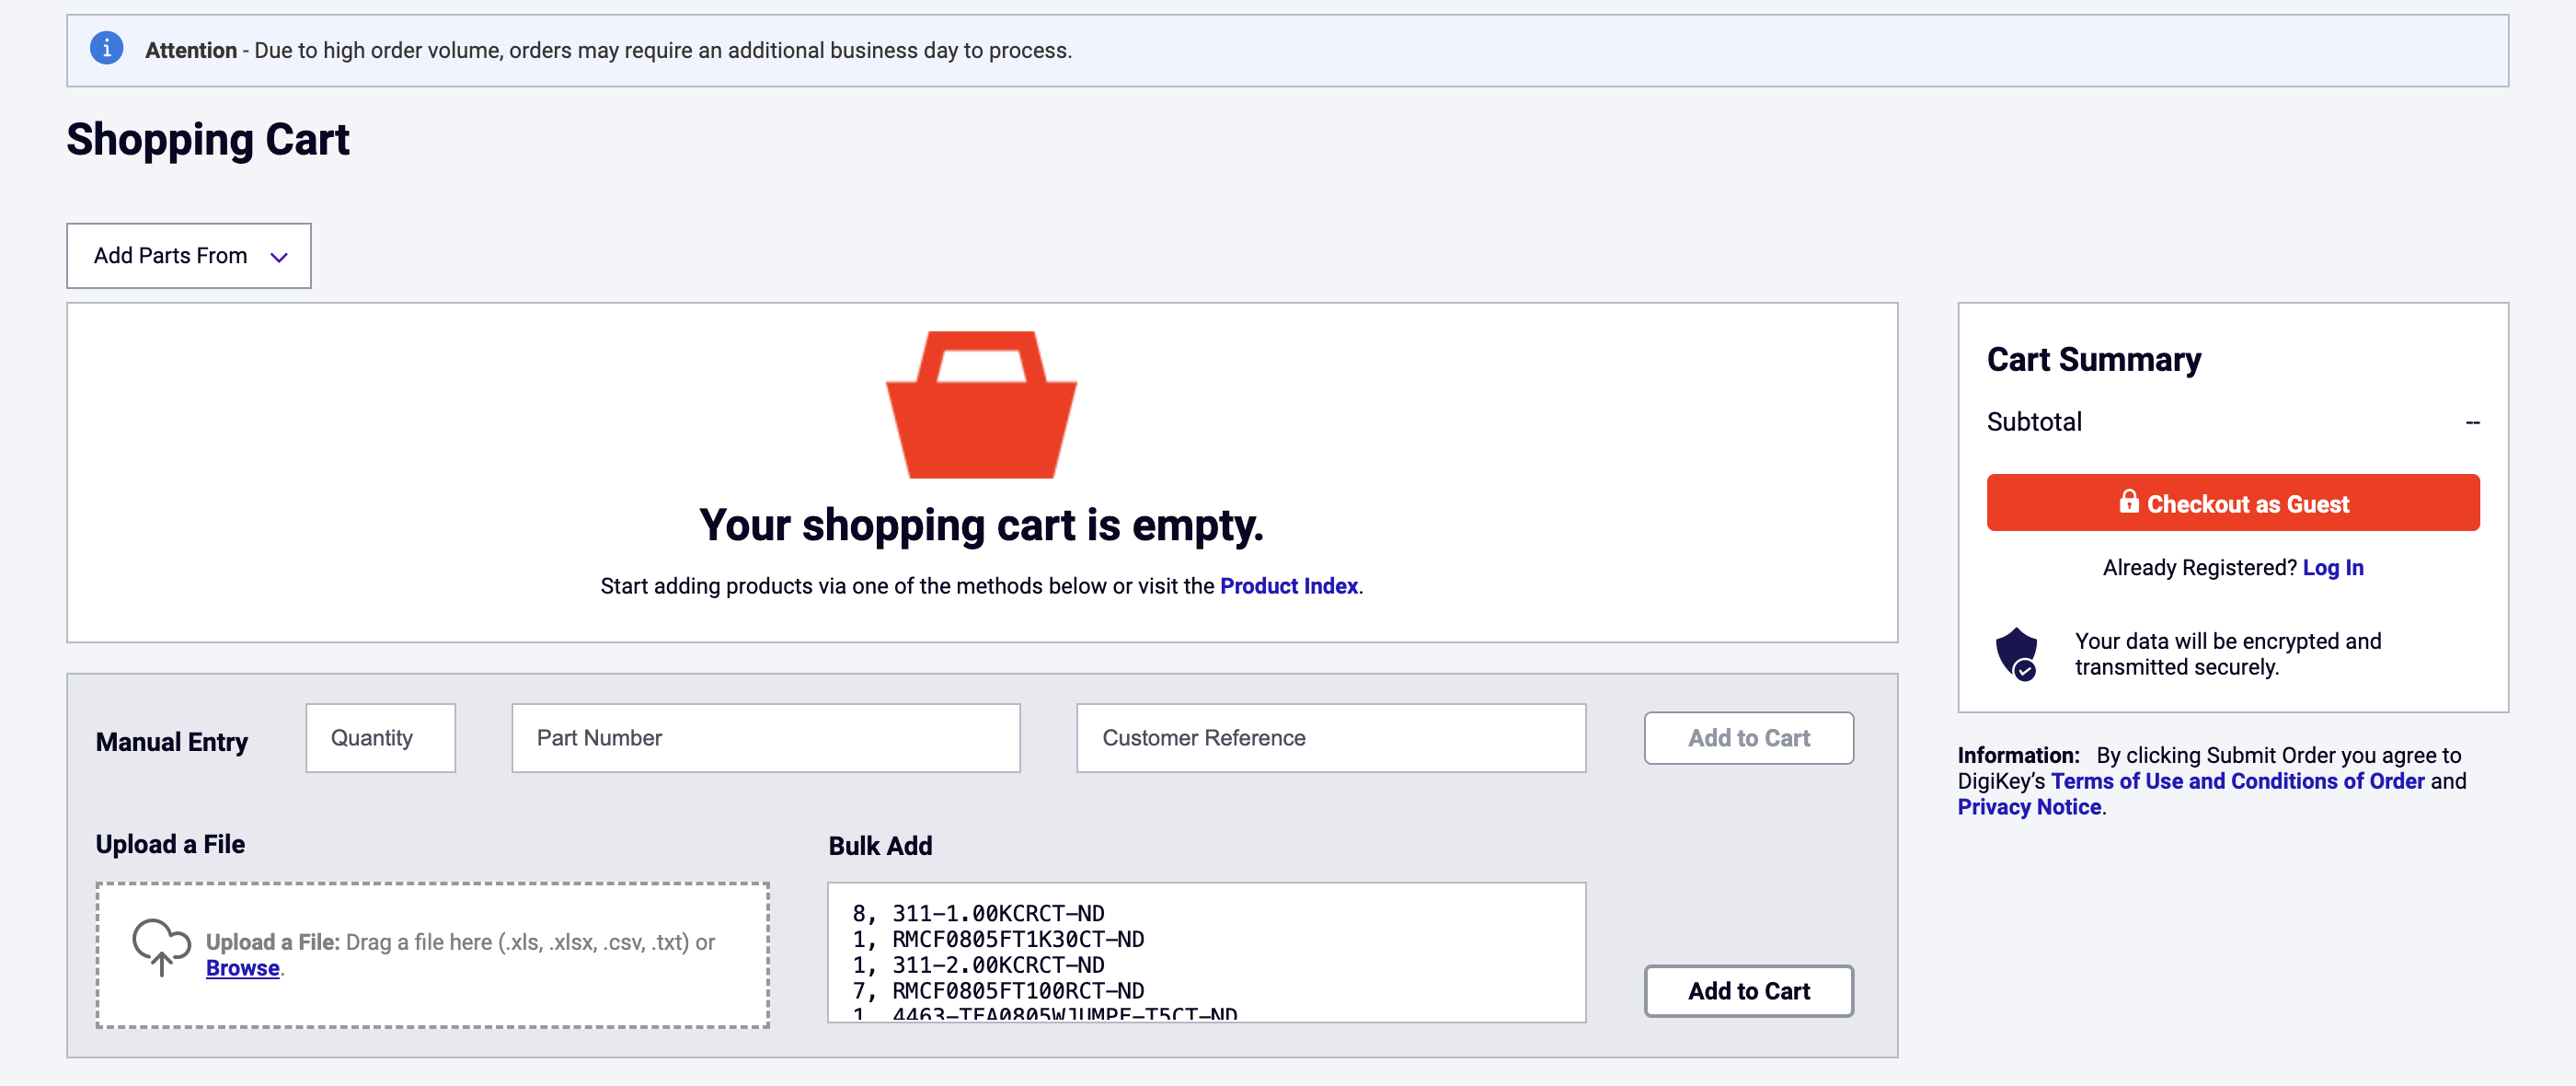 Attention - Due to high order volume, orders may require an additional business day to process.
Shopping Cart
Add Parts From
Your shopping cart is empty.
Start adding products via one of the methods below or visit the Product Index.
Cart Summary
Subtotal --
Checkout as Guest
Already Registered? Log In
Your data will be encrypted and
transmitted securely.
Information: By clicking Submit Order you agree to
DigiKey’s Terms of Use and Conditions of Order and
Privacy Notice.
Manual Entry Quantity Part Number Customer Reference Add to Cart
Upload a File
Upload a File: Drag a file here (.xls, .xlsx, .csv, .txt) or
Browse.
Bulk Add
8, 311-1.00KCRCT-ND
1, RMCF0805FT1K30CT-ND
1, 311-2.00KCRCT-ND
7, RMCF0805FT100RCT-ND
1, 4463-TEA0805WJUMPE-T5CT-ND
Add to Cart